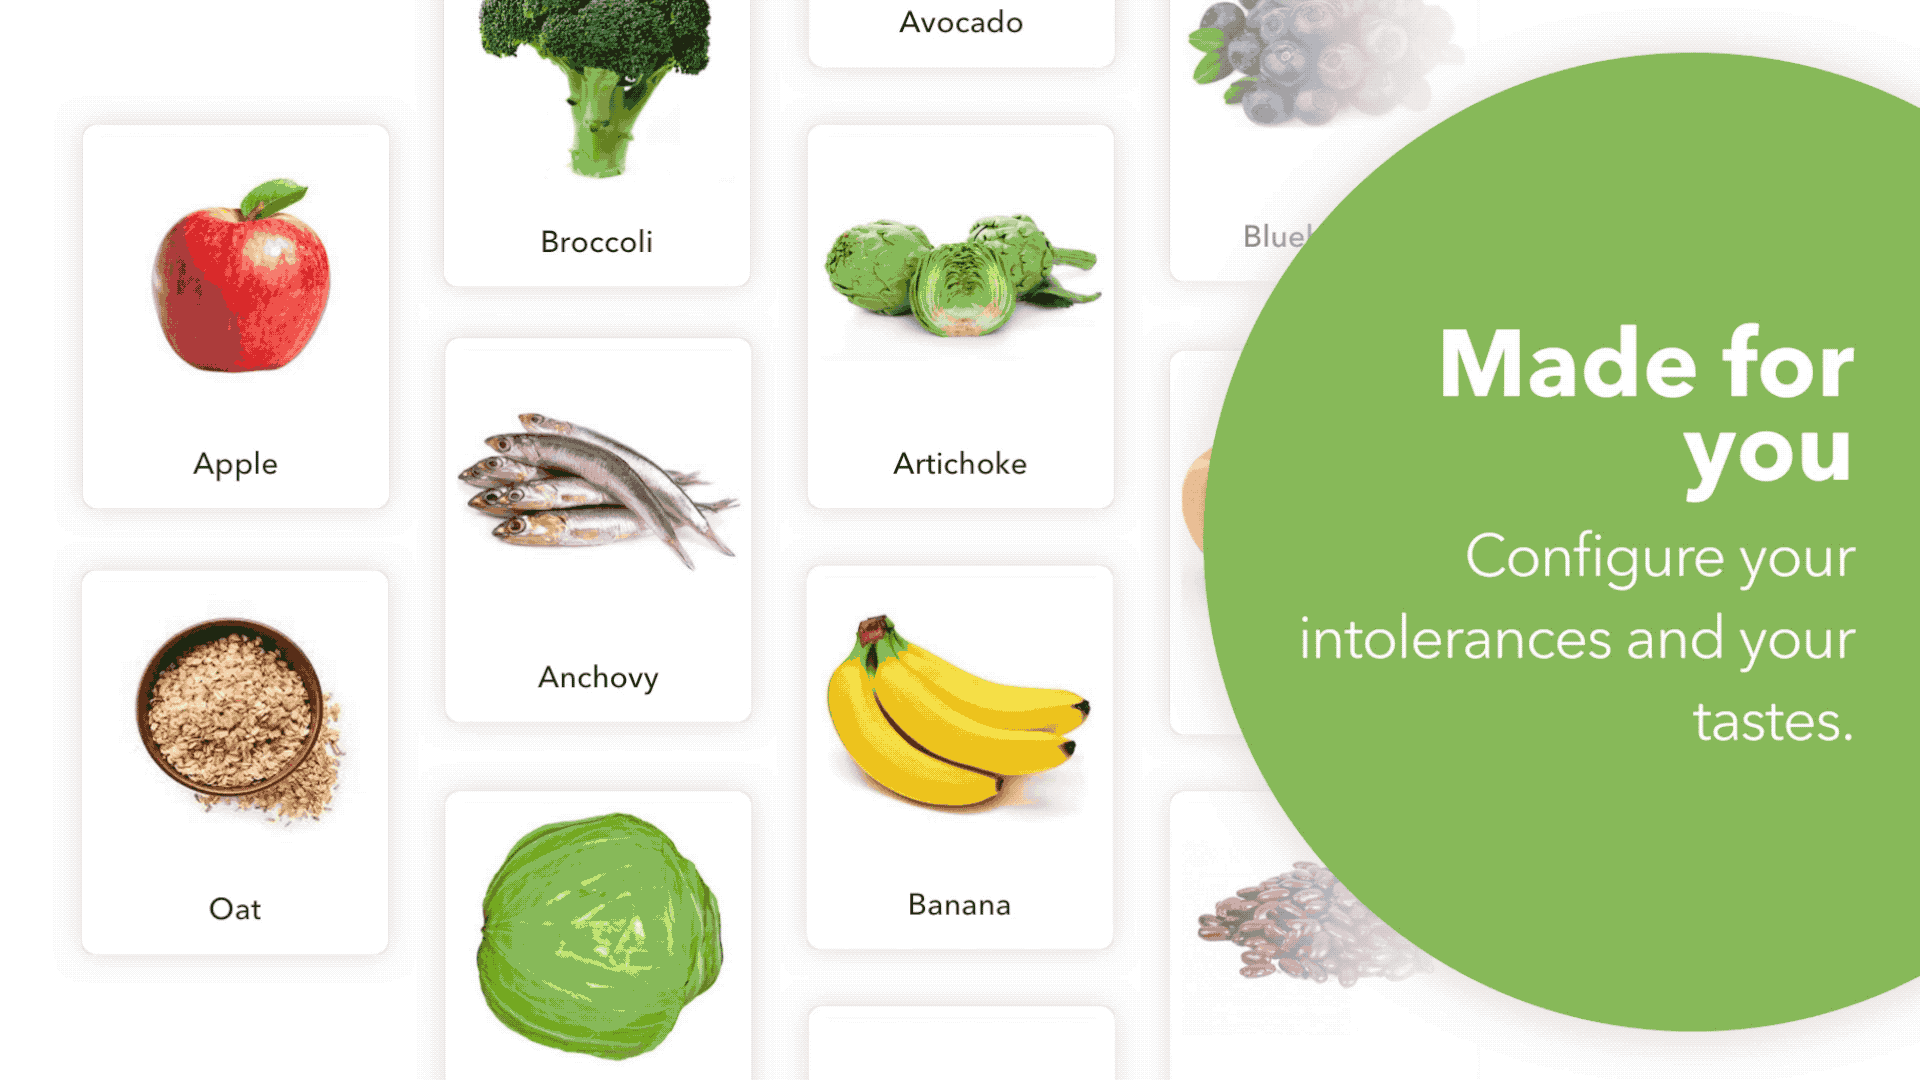 Avocado
Broccoli
Apple
Artichoke
Anchovy
Oat
Banana
Made for
you
Configure your
intolerances and your
tastes.